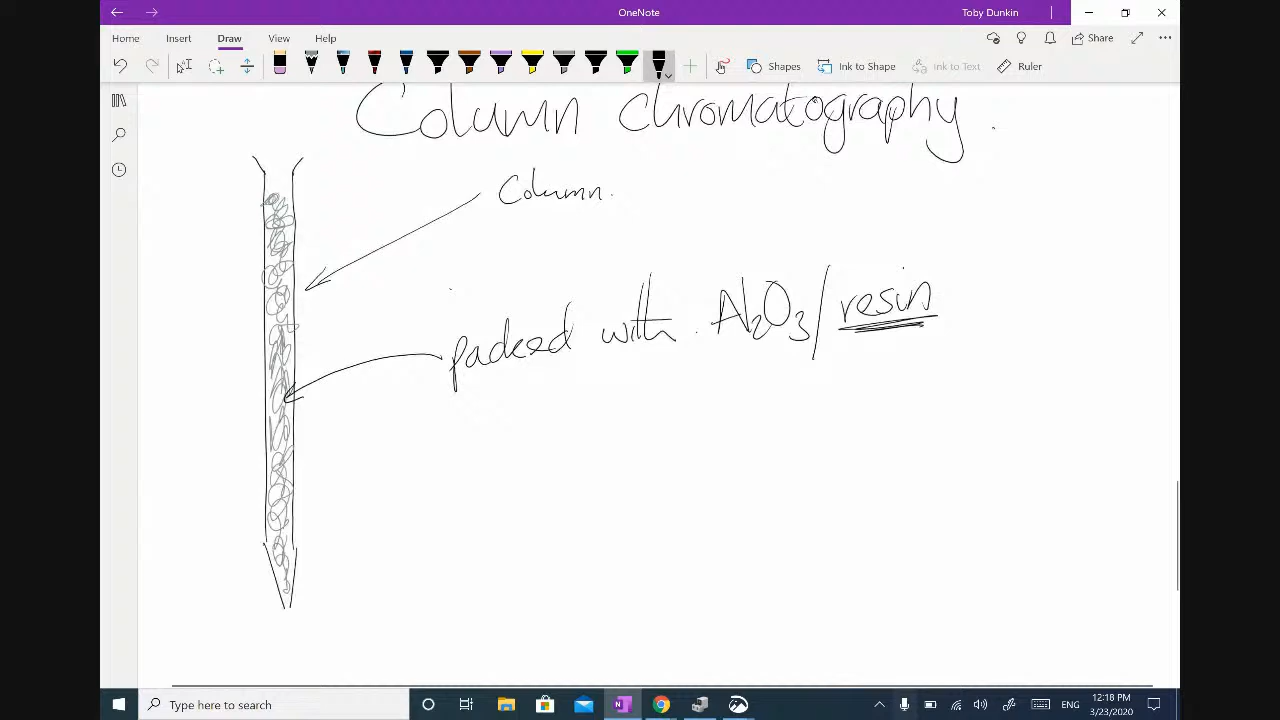 OneNote
Toby Dunkin
Home Insert Draw View Help
Share
Shapes Ink to Shape Ink to Text Ruler
Column chromatography.
Column.
packed with. Al2O3/resin
Type here to search
ENG
12:18 PM
3/23/2020